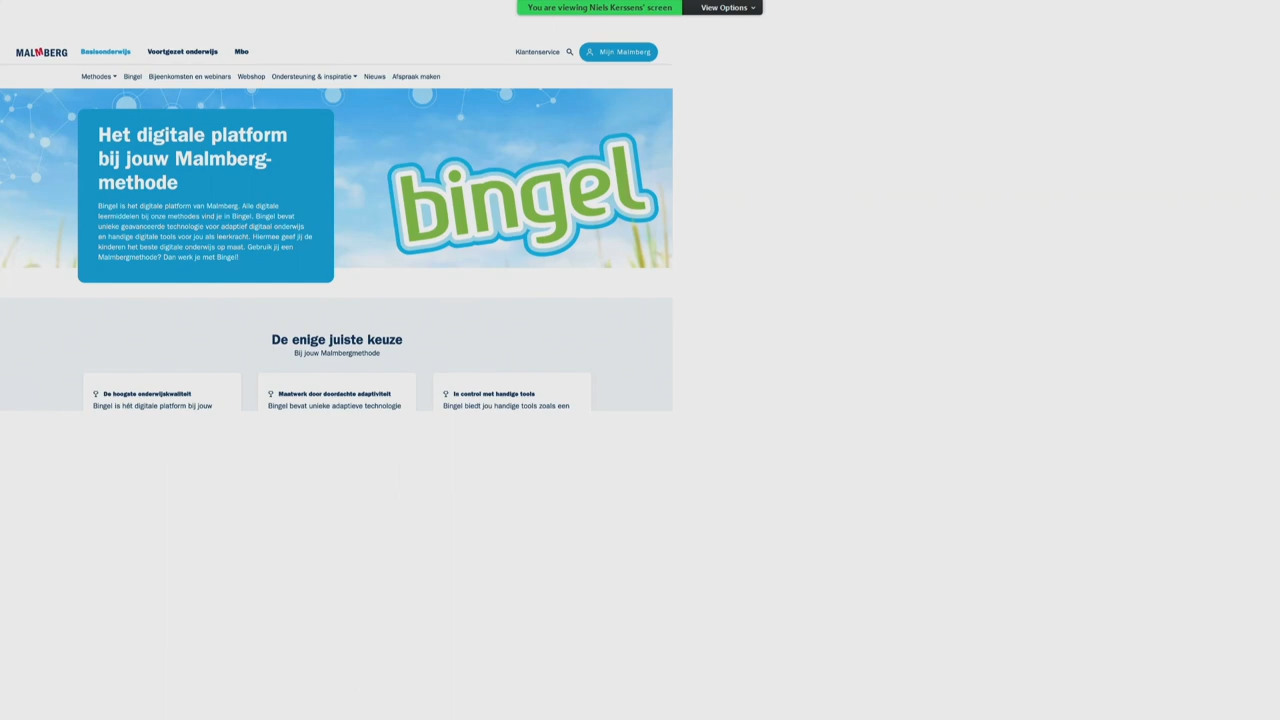 You are viewing Niels Kerssens' screen
View Options
MALMBERG
Basisonderwijs
Voortgezet onderwijs
Mbo
Klantenservice
Mijn Malmberg
Methodes
Bingel
Bijeenkomsten en webinars
Webshop
Ondersteuning & inspiratie
Nieuws
Afspraak maken
Het digitale platform
bij jouw Malmberg-
methode
Bingel is het digitale platform van Malmberg. Alle digitale
leermiddelen bij onze methodes vind je in Bingel. Bingel bevat
unieke geavanceerde technologie voor adaptief digitaal onderwijs
en handige digitale tools voor jou als leerkracht. Hiermee geef jij de
kinderen het beste digitale onderwijs op maat. Gebruik jij een
Malmbergmethode? Dan werk je met Bingel!
bingel
De enige juiste keuze
Bij jouw Malmbergmethode
De hoogste onderwijskwaliteit
Bingel is hét digitale platform bij jouw
Maatwerk door doordachte adaptiviteit
Bingel bevat unieke adaptieve technologie
In control met handige tools
Bingel biedt jou handige tools zoals een